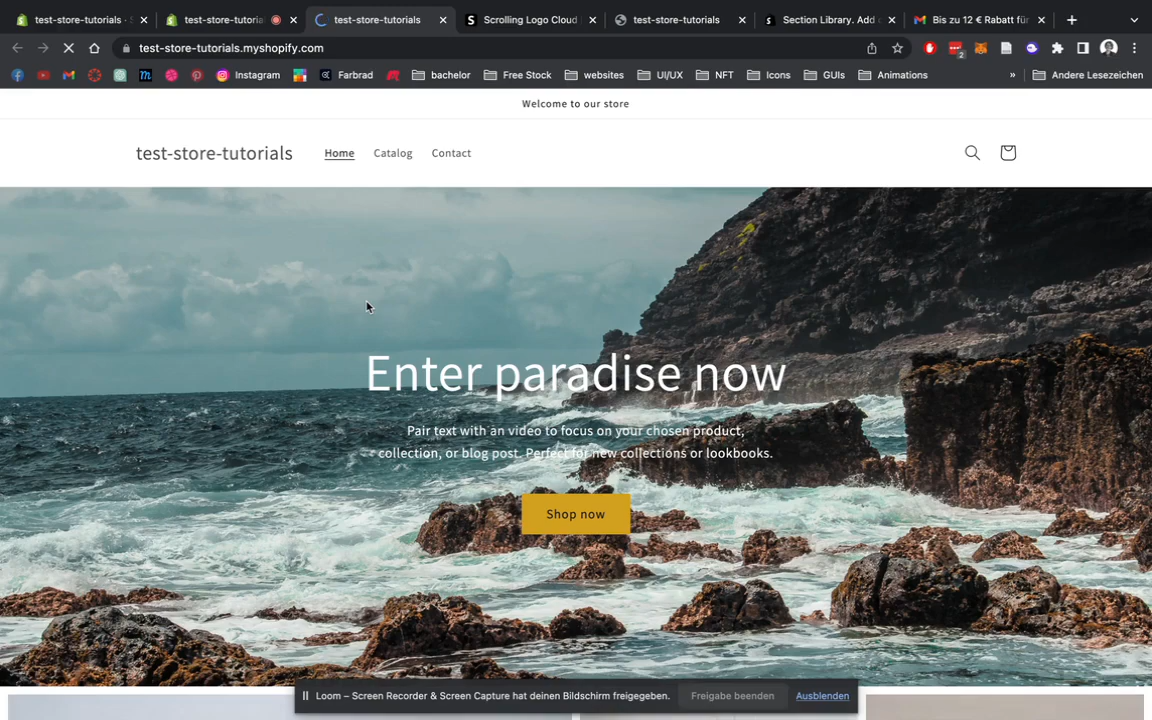 test-store-tutorials · S
test-store-tutorial
test-store-tutorials
Scrolling Logo Cloud
test-store-tutorials
Section Library. Add
Bis zu 12 € Rabatt für
test-store-tutorials.myshopify.com
2
Instagram
Farbrad
bachelor
Free Stock
websites
UI/UX
NFT
Icons
GUIs
Animations
»
Andere Lesezeichen
Welcome to our store
test-store-tutorials
Home
Catalog
Contact
Enter paradise now
Pair text with an video to focus on your chosen product,
collection, or blog post. Perfect for new collections or lookbooks.
Shop now
Loom – Screen Recorder & Screen Capture hat deinen Bildschirm freigegeben.
Freigabe beenden
Ausblenden